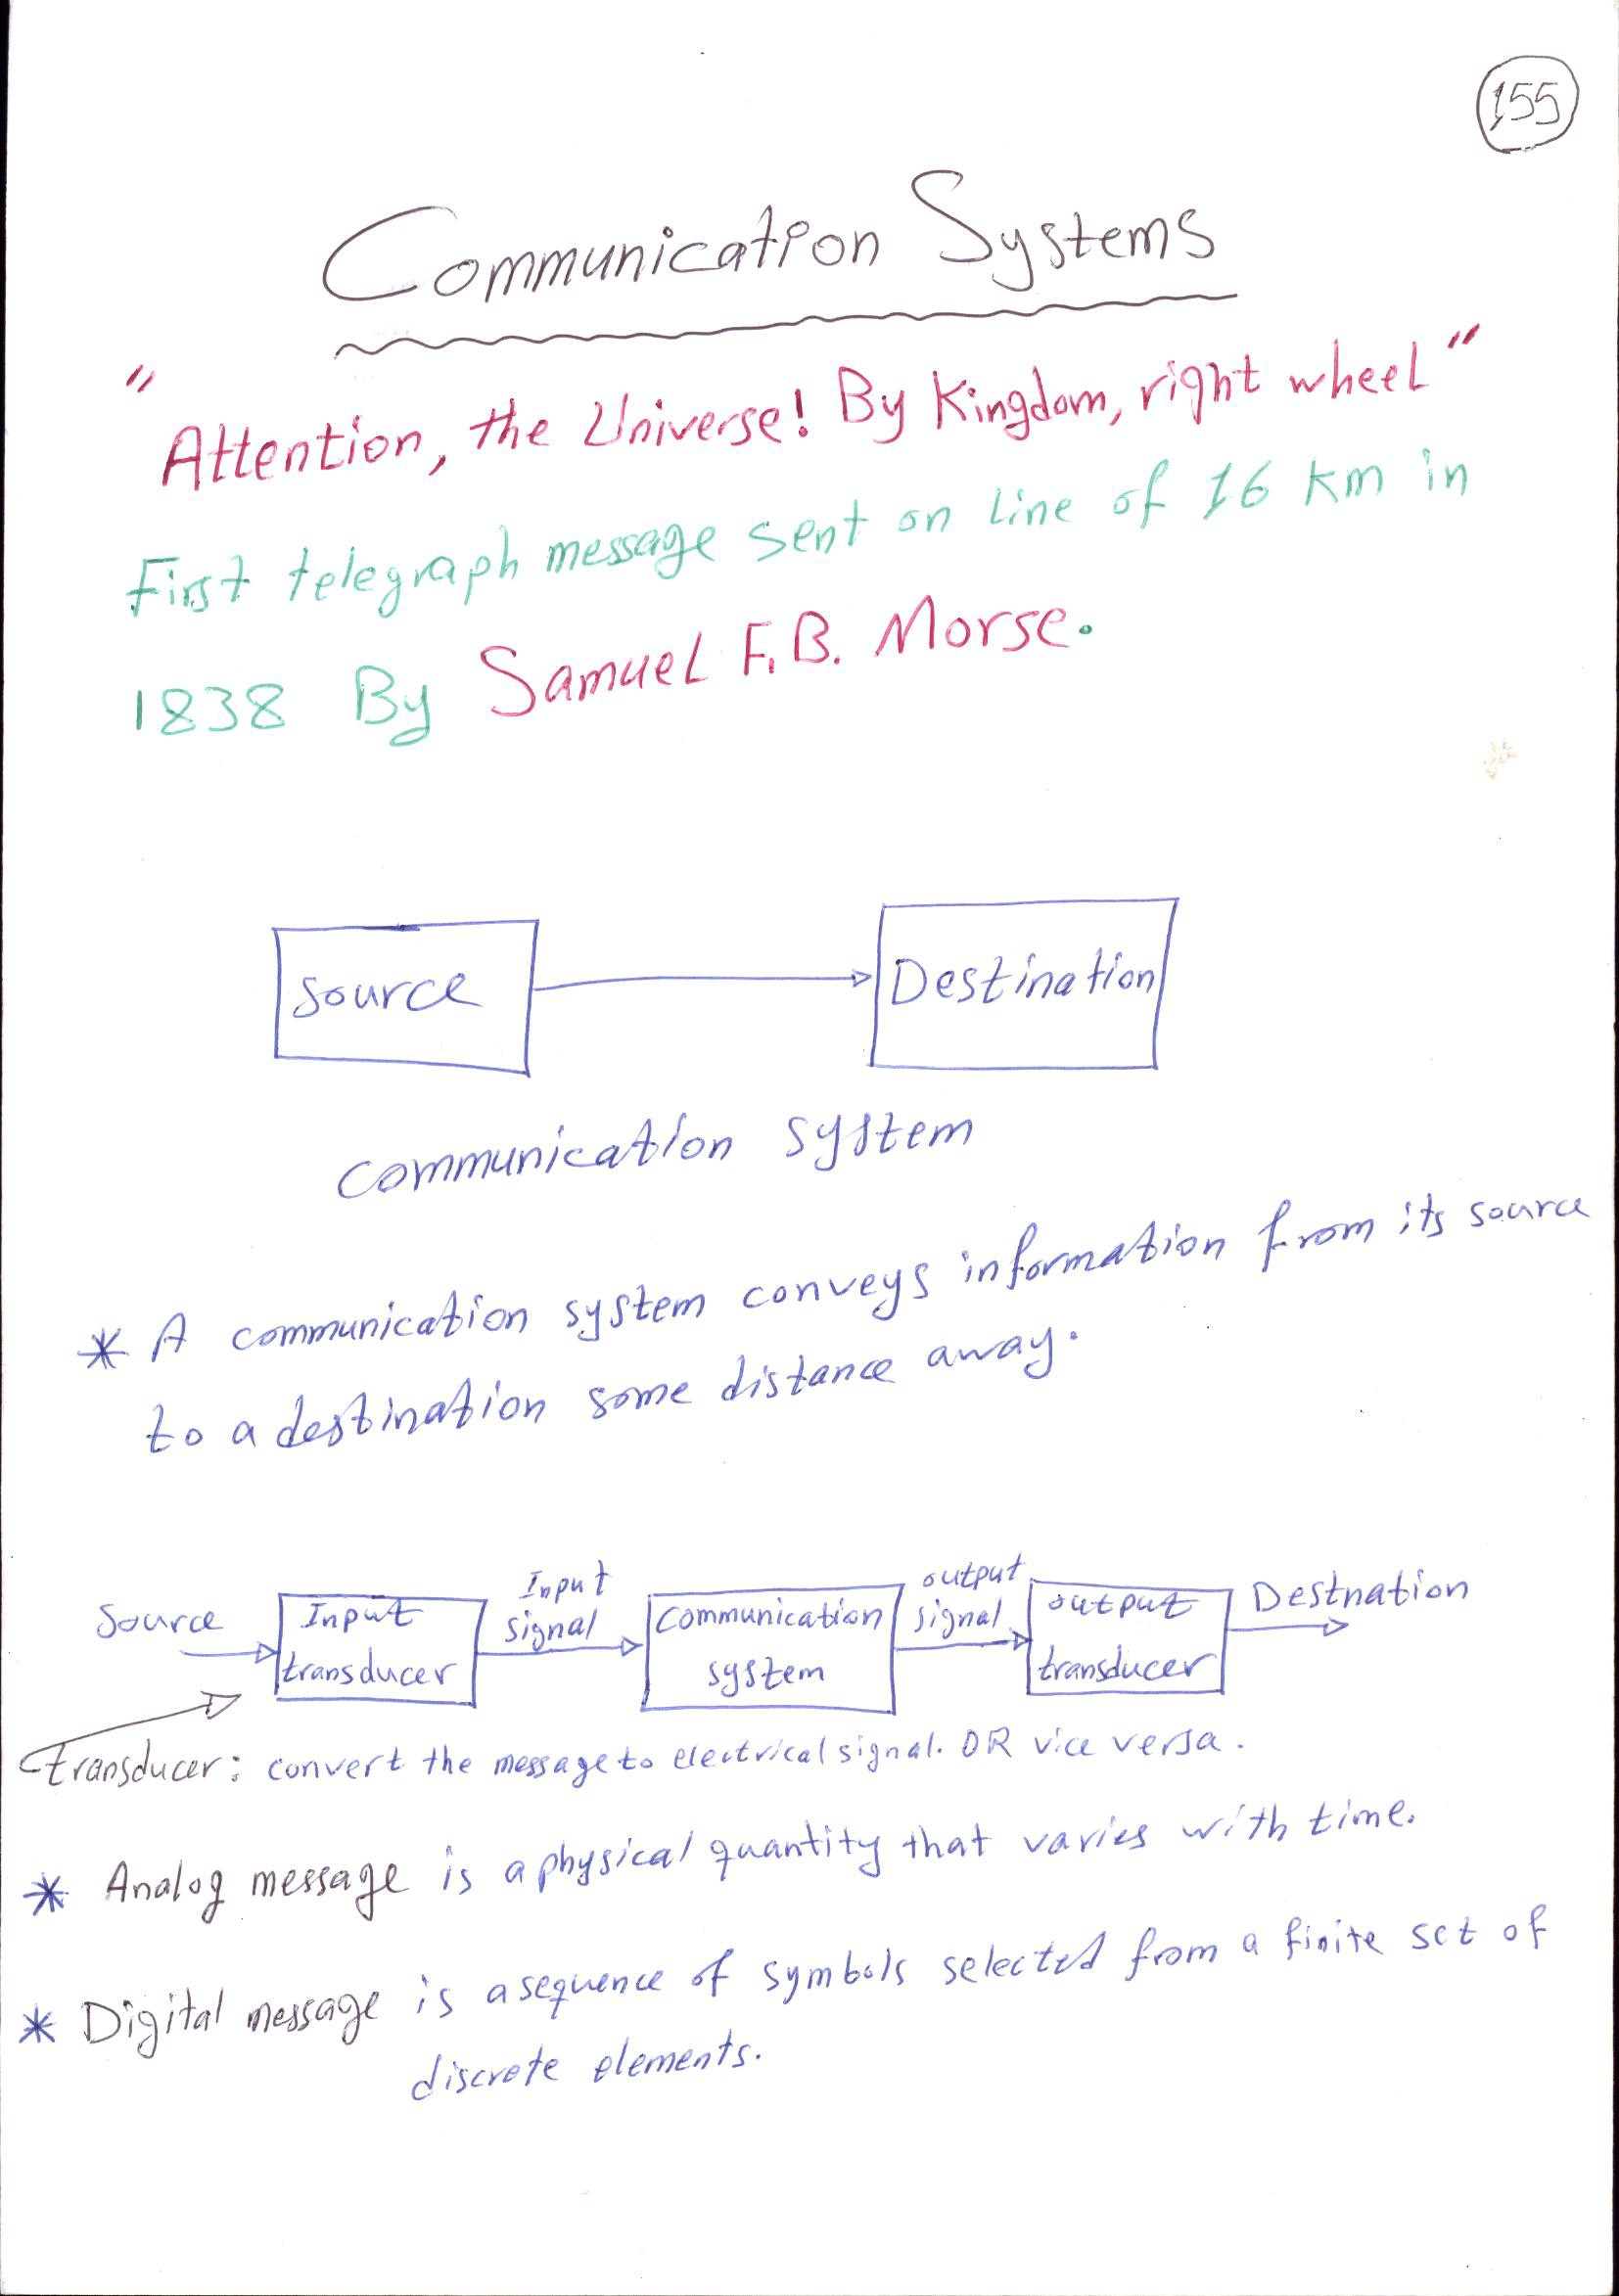 155
Communication Systems
"Attention, the Universe! By Kingdom, right wheel"
First telegraph message sent on line of 16 km in
1838 By Samuel F.B. Morse.
Source
Destination
communication system
* A communication system conveys information from its source
to a destination some distance away.
Source
Input transducer
Input signal
Communication system
output signal
output transducer
Destnation
transducer: convert the message to electrical signal. OR vice versa.
* Analog message is a physical quantity that varies with time.
* Digital message is a sequence of symbols selected from a finite set of
discrete elements.